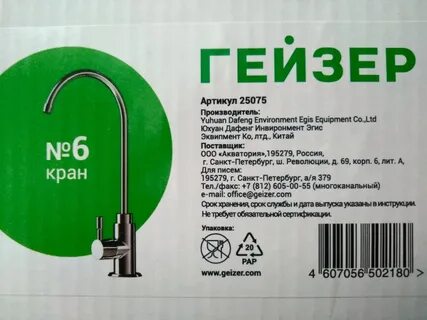 ГЕЙЗЕР
№6
кран
Артикул 25075
Производитель:
Yuhuan Dafeng Environment Egis Equipment Co.,Ltd
Юхуан Дафенг Инвиронмент Эгис
Эквипмент Ко, лтд., Китай
Поставщик:
ООО «Акватория»,195279, Россия,
г. Санкт-Петербург, ш. Революции, д. 69, корп. 6, лит. А,
Для писем:
195279, г. Санкт-Петербург, а/я 379
Тел./факс: +7 (812) 605-00-55 (многоканальный)
e-mail: office@geizer.com
Срок хранения, срок службы и дата выпуска указаны в инструкции.
Не требует обязательной сертификации.
20
PAP
www.geizer.com
4 607056 502180 >